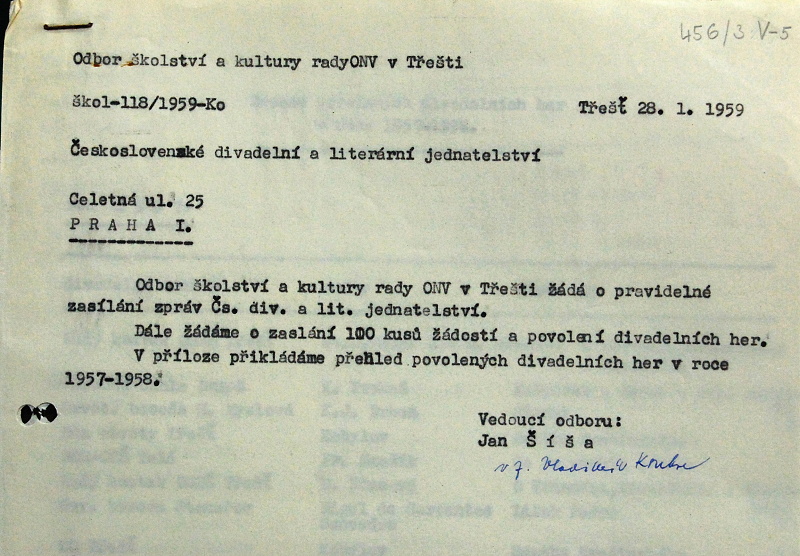 456/3 V-5
Odbor školství a kultury radyONV v Třešti
škol-118/1959-Ko
Třešť 28. 1. 1959
Československé divadelní a literární jednatelství
Celetná ul. 25
P R A H A I.
Odbor školství a kultury rady ONV v Třešti žádá o pravidelné
zasílání zpráv Čs. div. a lit. jednatelství.
Dále žádáme o zaslání 100 kusů žádostí a povolení divadelních her.
V příloze přikládáme přehled povolených divadelních her v roce
1957-1958.
Vedoucí odboru:
Jan Š í š a
v z.